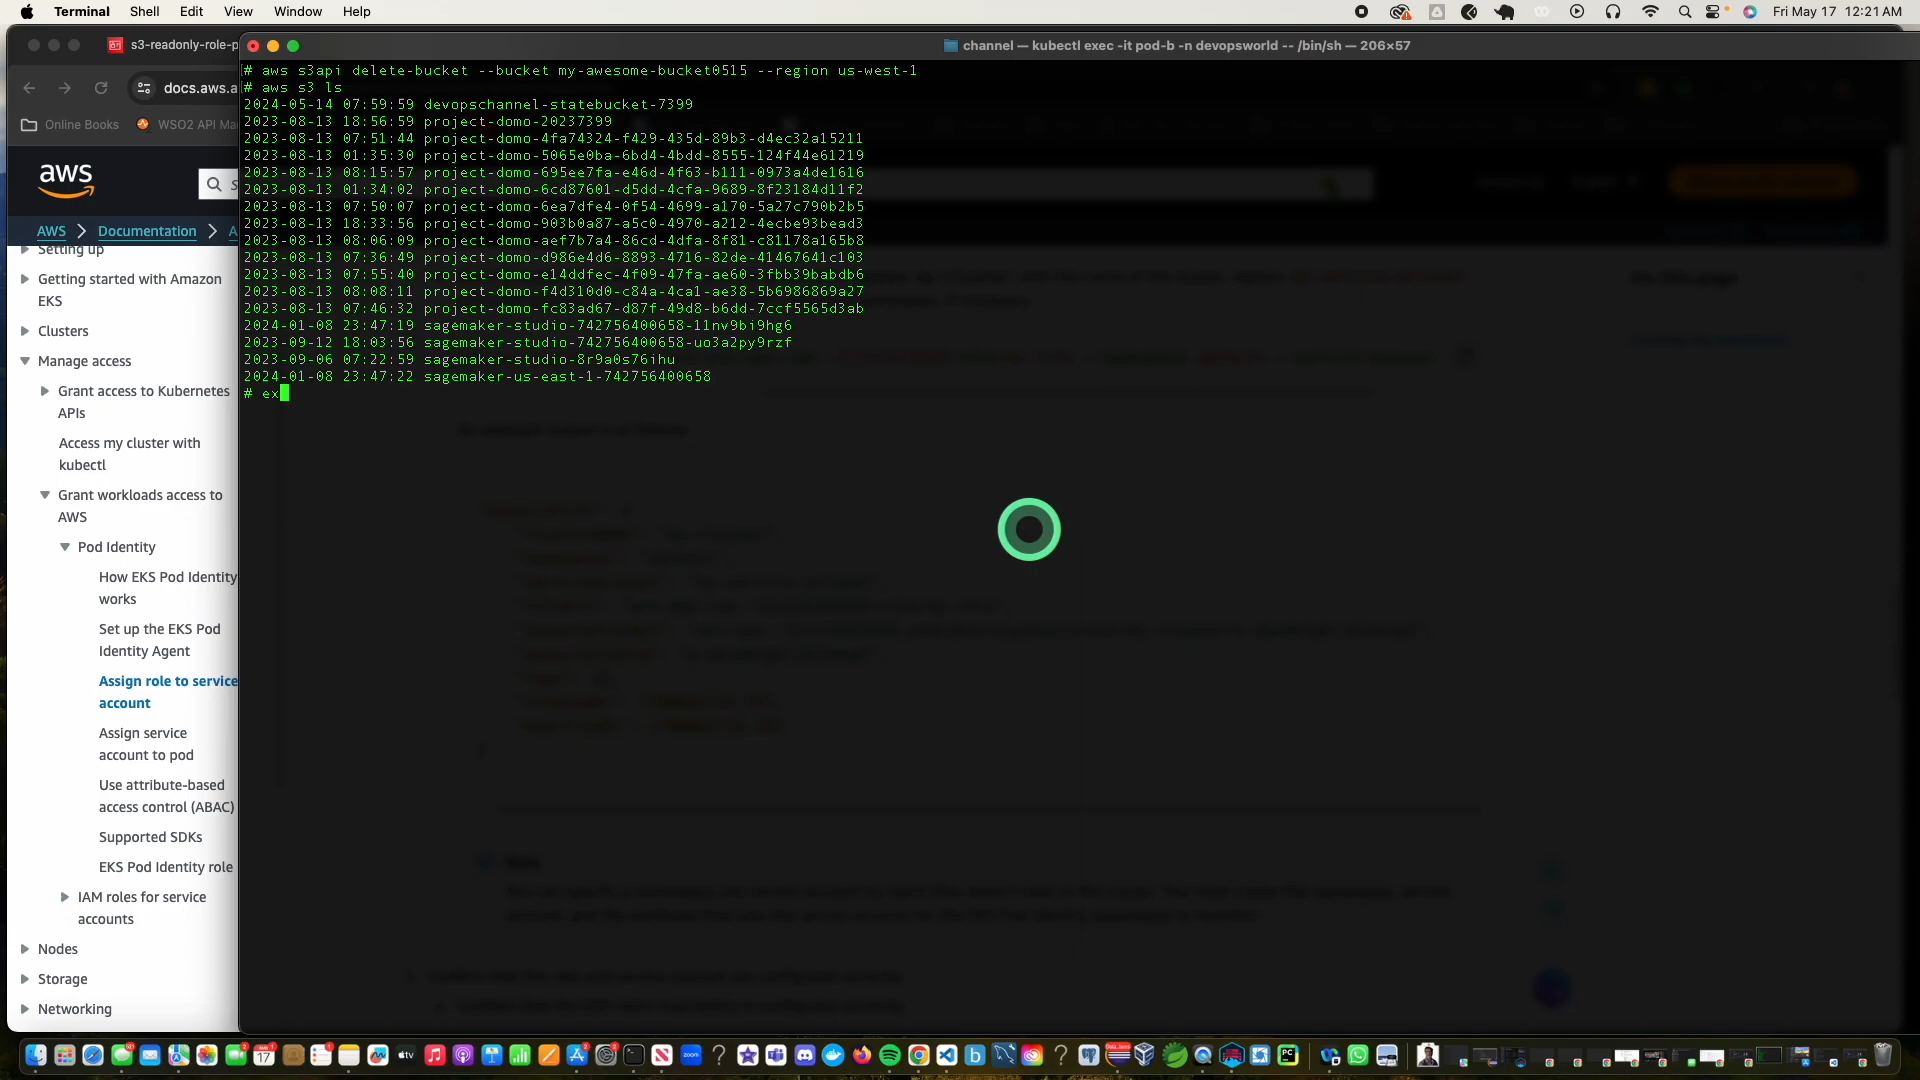 Terminal Shell Edit View Window Help
Fri May 17 12:21 AM
s3-readonly-role-p
channel — kubectl exec -it pod-b -n devopsworld -- /bin/sh — 206×57
docs.aws.a
Online Books
WSO2 API Ma
aws
S
AWS
Documentation
A
Setting up
Getting started with Amazon
EKS
Clusters
Manage access
Grant access to Kubernetes
APIs
Access my cluster with
kubectl
Grant workloads access to
AWS
Pod Identity
How EKS Pod Identity
works
Set up the EKS Pod
Identity Agent
Assign role to service
account
Assign service
account to pod
Use attribute-based
access control (ABAC)
Supported SDKs
EKS Pod Identity role
IAM roles for service
accounts
Nodes
Storage
Networking
# aws s3api delete-bucket --bucket my-awesome-bucket0515 --region us-west-1
# aws s3 ls
2024-05-14 07:59:59 devopschannel-statebucket-7399
2023-08-13 18:56:59 project-domo-20237399
2023-08-13 07:51:44 project-domo-4fa74324-f429-435d-89b3-d4ec32a15211
2023-08-13 01:35:30 project-domo-5065e0ba-6bd4-4bdd-8555-124f44e61219
2023-08-13 08:15:57 project-domo-695ee7fa-e46d-4f63-b111-0973a4de1616
2023-08-13 01:34:02 project-domo-6cd87601-d5dd-4cfa-9689-8f23184d11f2
2023-08-13 07:50:07 project-domo-6ea7dfe4-0f54-4699-a170-5a27c790b2b5
2023-08-13 18:33:56 project-domo-903b0a87-a5c0-4970-a212-4ecbe93bead3
2023-08-13 08:06:09 project-domo-aef7b7a4-86cd-4dfa-8f81-c81178a165b8
2023-08-13 07:36:49 project-domo-d986e4d6-8893-4716-82de-41467641c103
2023-08-13 07:55:40 project-domo-e14ddfec-4f09-47fa-ae60-3fbb39babdb6
2023-08-13 08:08:11 project-domo-f4d310d0-c84a-4ca1-ae38-5b6986869a27
2023-08-13 07:46:32 project-domo-fc83ad67-d87f-49d8-b6dd-7ccf5565d3ab
2024-01-08 23:47:19 sagemaker-studio-742756400658-11nv9bi9hg6
2023-09-12 18:03:56 sagemaker-studio-742756400658-uo3a2py9rzf
2023-09-06 07:22:59 sagemaker-studio-8r9a0s76ihu
2024-01-08 23:47:22 sagemaker-us-east-1-742756400658
# ex